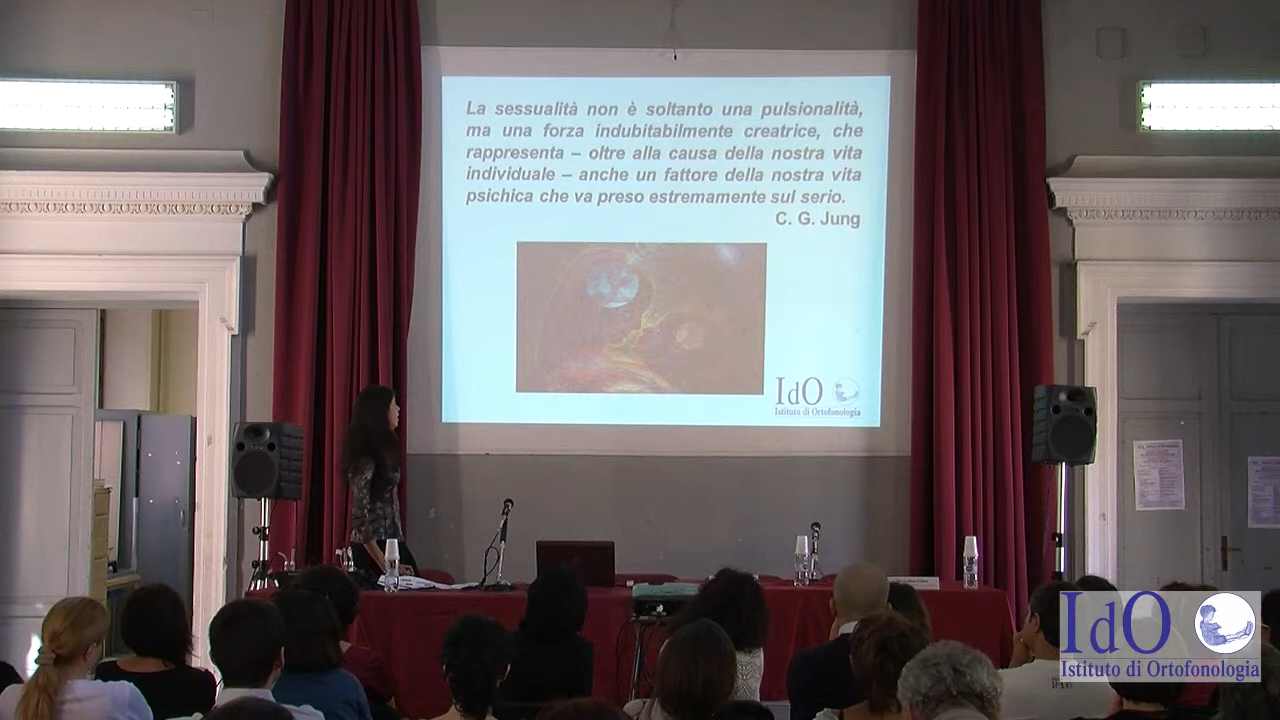 La sessualità non è soltanto una pulsionalità,
ma una forza indubitabilmente creatrice, che
rappresenta – oltre alla causa della nostra vita
individuale – anche un fattore della nostra vita
psichica che va preso estremamente sul serio.
C. G. Jung
IdO
Istituto di Ortofonologia
IdO
Istituto di Ortofonologia